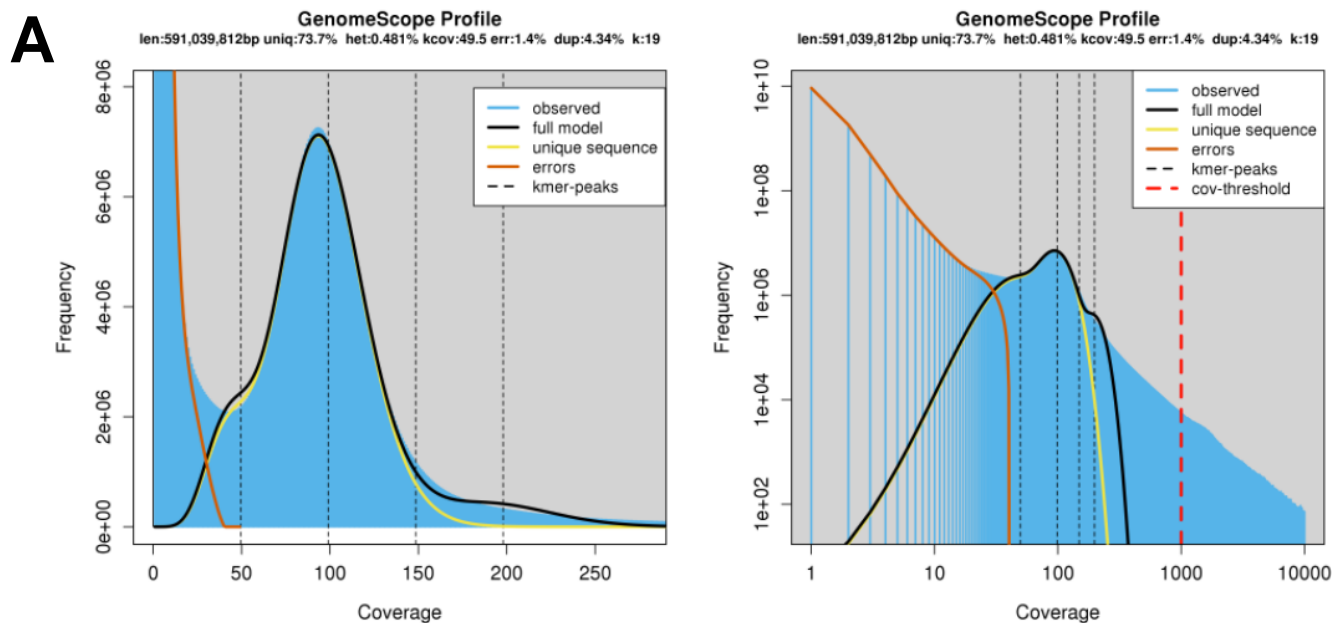 A
GenomeScope Profile
len:591,039,812bp uniq:73.7% het:0.481% kcov:49.5 err:1.4% dup:4.34% k:19
8e+06
6e+06
4e+06
2e+06
0e+00
Frequency
observed
full model
unique sequence
errors
kmer-peaks
0 50 100 150 200 250
Coverage
GenomeScope Profile
len:591,039,812bp uniq:73.7% het:0.481% kcov:49.5 err:1.4% dup:4.34% k:19
1e+10
1e+08
1e+06
1e+04
1e+02
Frequency
observed
full model
unique sequence
errors
kmer-peaks
cov-threshold
1 10 100 1000 10000
Coverage